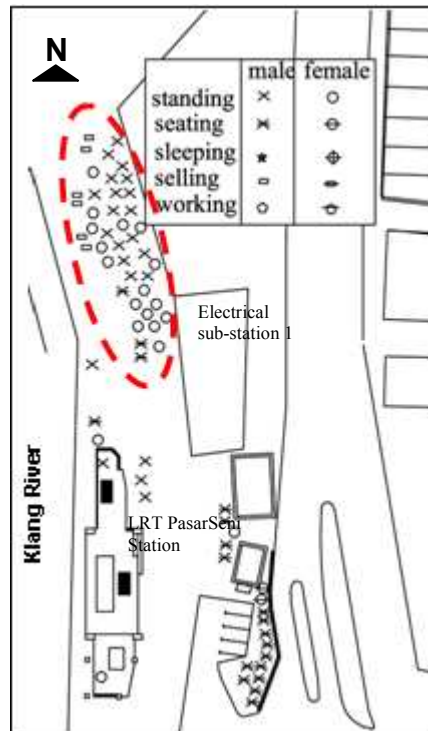 N
male female
standing
seating
sleeping
selling
working
Electrical
sub-station 1
Klang River
LRT PasarSeni
Station